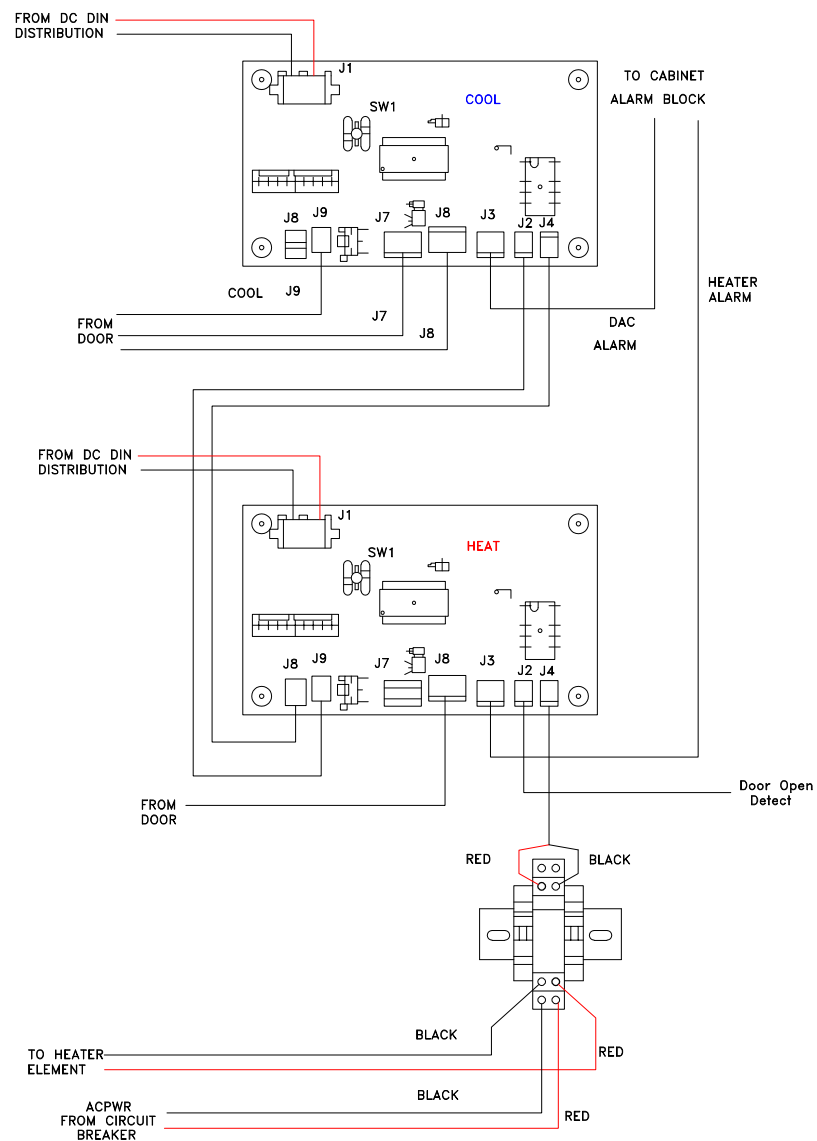 FROM DC DIN
DISTRIBUTION
J1
TO CABINET
COOL
ALARM BLOCK
SW1
J8
J9
J7
J8
J3
J2
J4
HEATER
ALARM
COOL
J9
J7
DAC
FROM
DOOR
J8
ALARM
FROM DC DIN
DISTRIBUTION
J1
HEAT
SW1
J8
J9
J7
J8
J3
J2
J4
Door Open
Detect
FROM
DOOR
RED
BLACK
BLACK
TO HEATER
ELEMENT
RED
BLACK
ACPWR
FROM CIRCUIT
BREAKER
RED